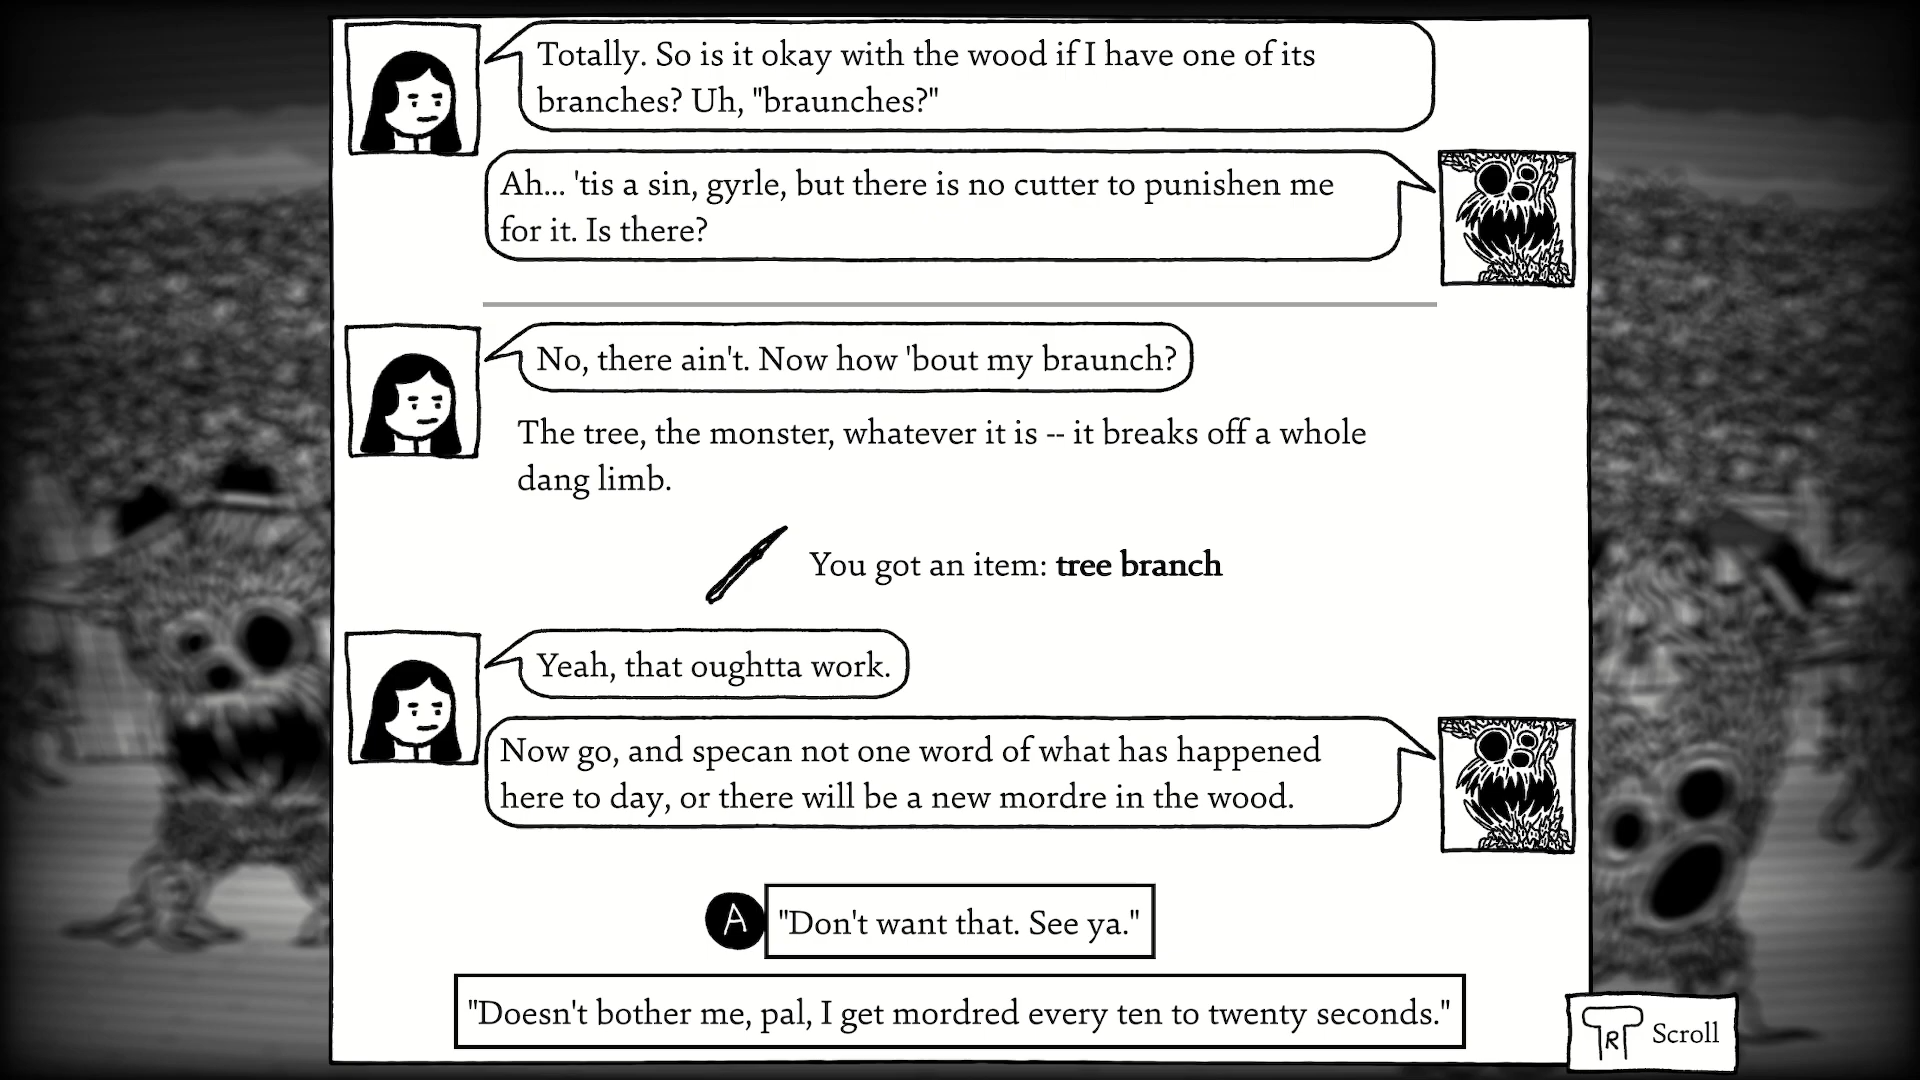 Totally. So is it okay with the wood if I have one of its
branches? Uh, "braunches?"
Ah... 'tis a sin, gyrle, but there is no cutter to punishen me
for it. Is there?
No, there ain't. Now how 'bout my braunch?
The tree, the monster, whatever it is -- it breaks off a whole
dang limb.
You got an item: tree branch
Yeah, that oughtta work.
Now go, and specan not one word of what has happened
here to day, or there will be a new mordre in the wood.
A "Don't want that. See ya."
"Doesn't bother me, pal, I get mordred every ten to twenty seconds."
R Scroll